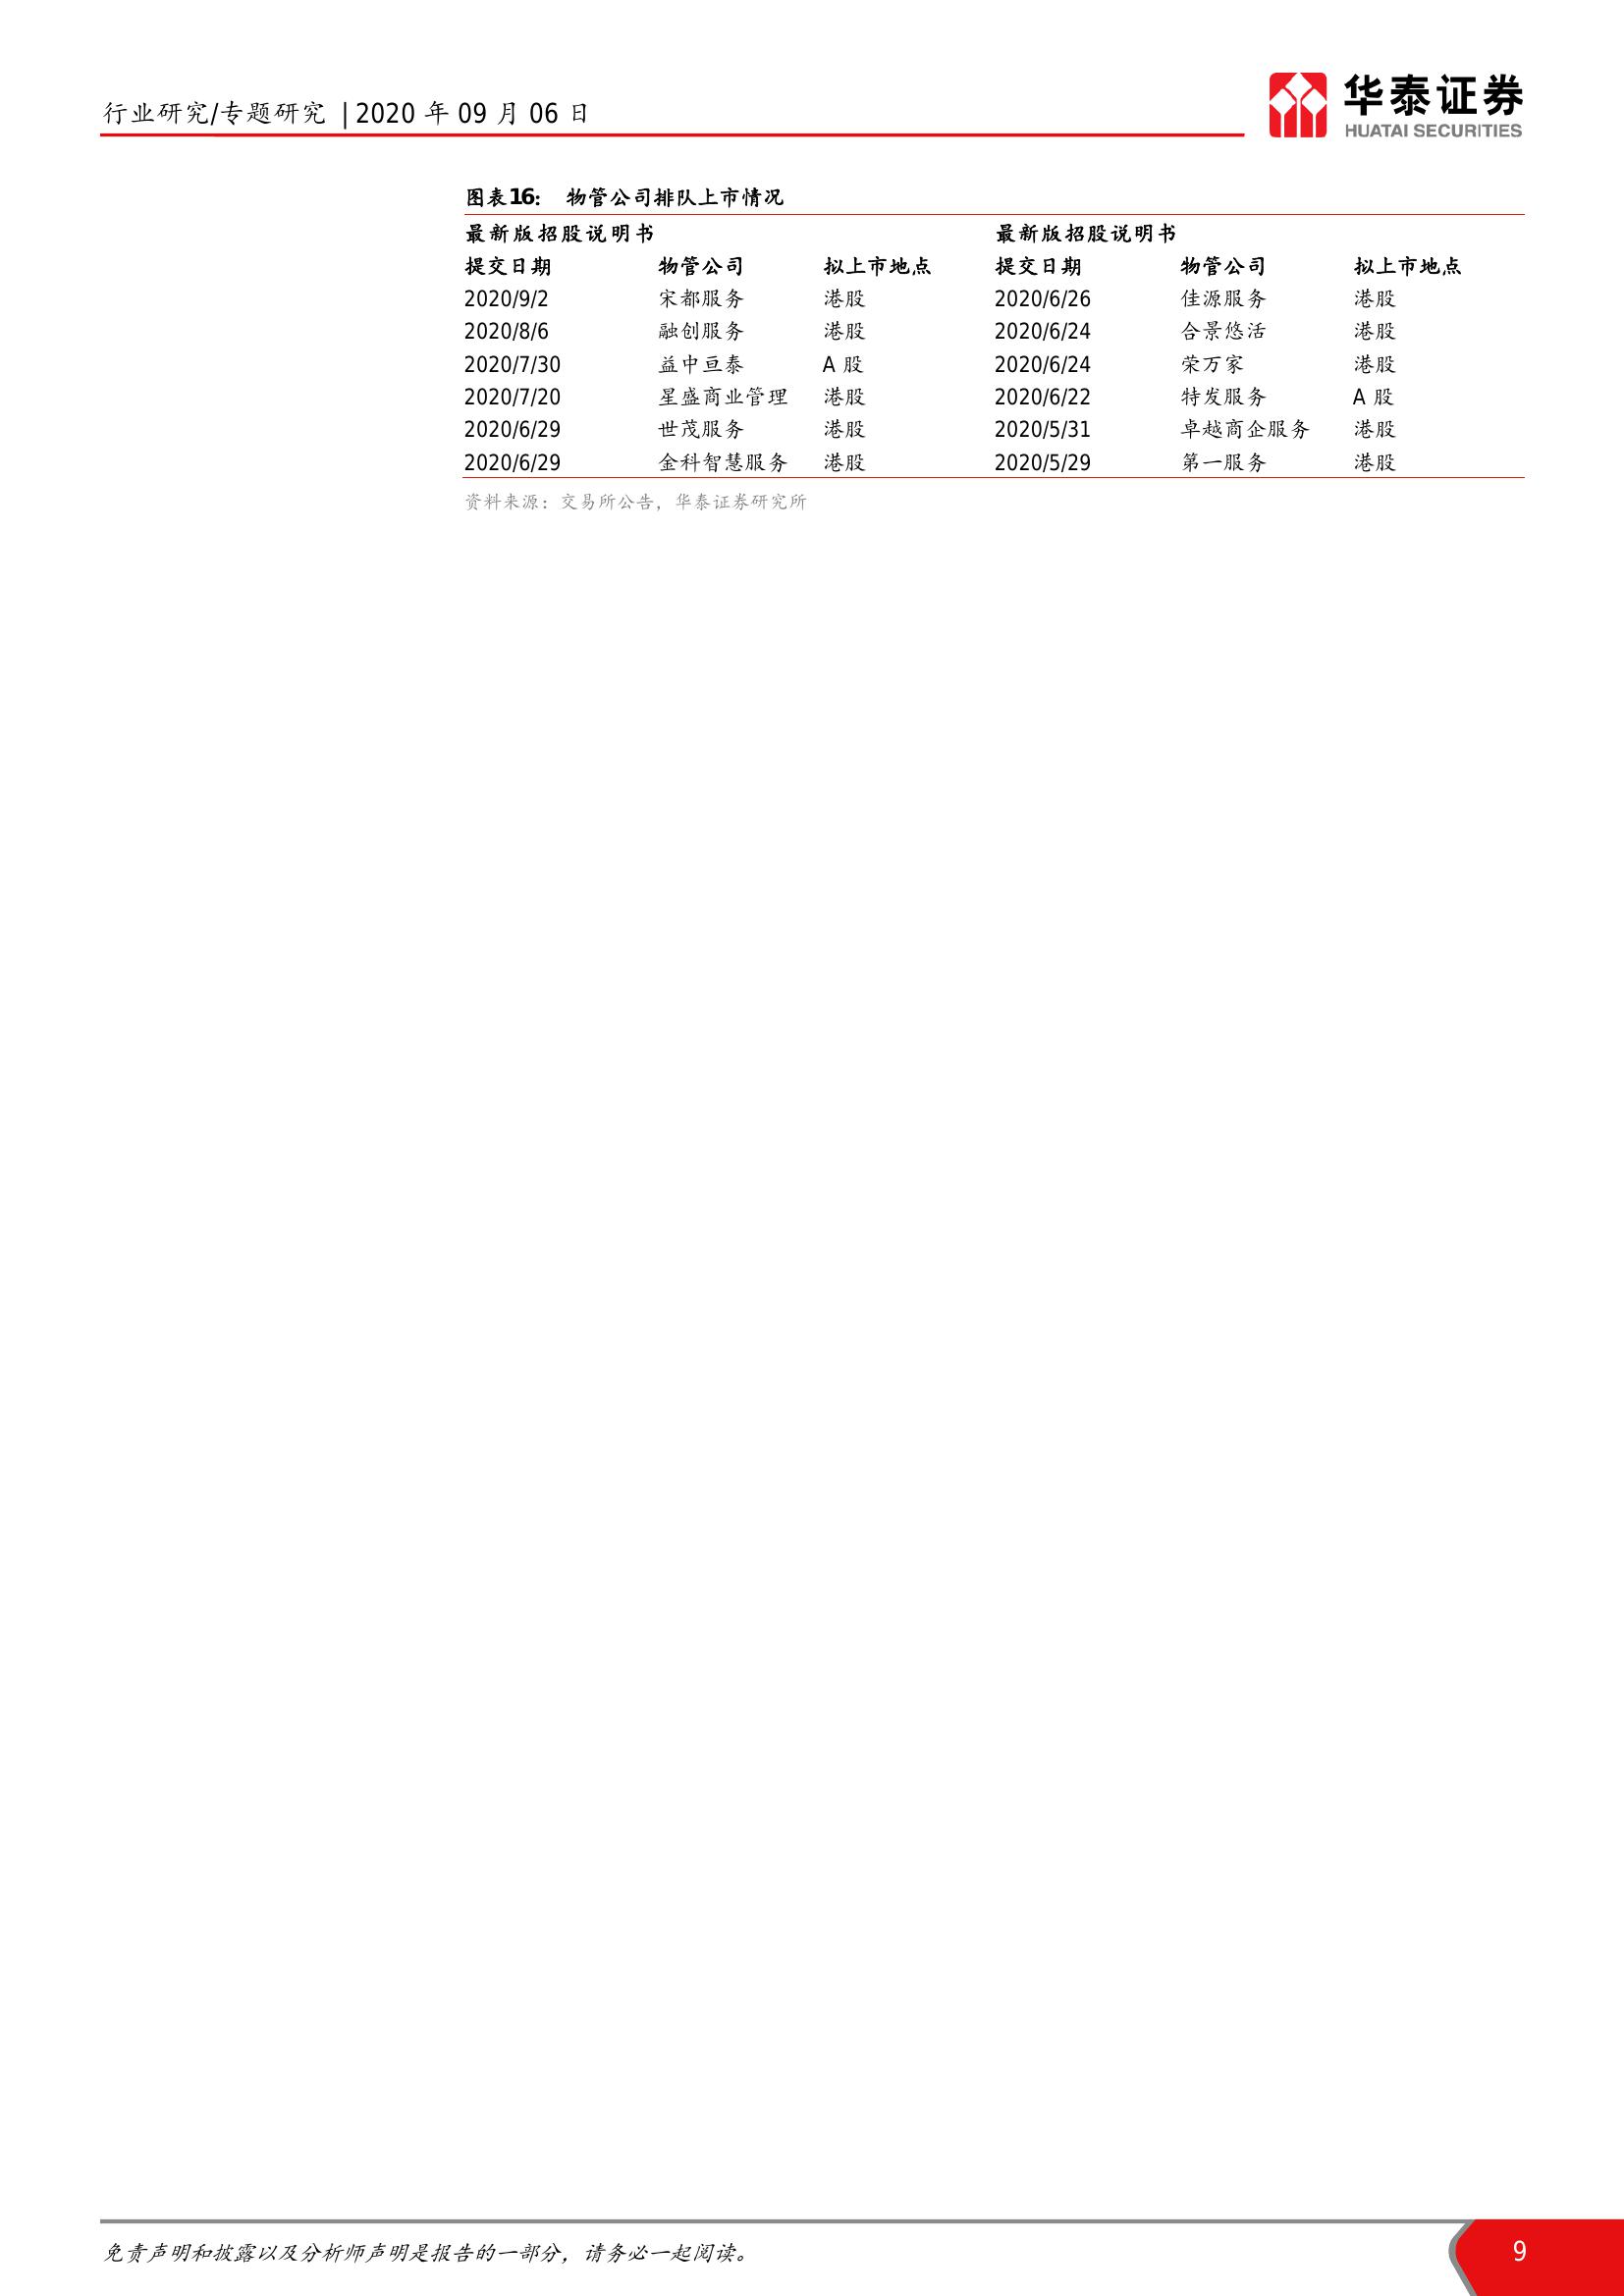 行业研究/专题研究 | 2020 年 09 月 06 日
华泰证券
HUATAI SECURITIES
图表16： 物管公司排队上市情况
最新版招股说明书 最新版招股说明书
提交日期 物管公司 拟上市地点 提交日期 物管公司 拟上市地点
2020/9/2 宋都服务 港股 2020/6/26 佳源服务 港股
2020/8/6 融创服务 港股 2020/6/24 合景悠活 港股
2020/7/30 益中亘泰 A 股 2020/6/24 荣万家 港股
2020/7/20 星盛商业管理 港股 2020/6/22 特发服务 A 股
2020/6/29 世茂服务 港股 2020/5/31 卓越商企服务 港股
2020/6/29 金科智慧服务 港股 2020/5/29 第一服务 港股
资料来源：交易所公告，华泰证券研究所
免责声明和披露以及分析师声明是报告的一部分，请务必一起阅读。
9